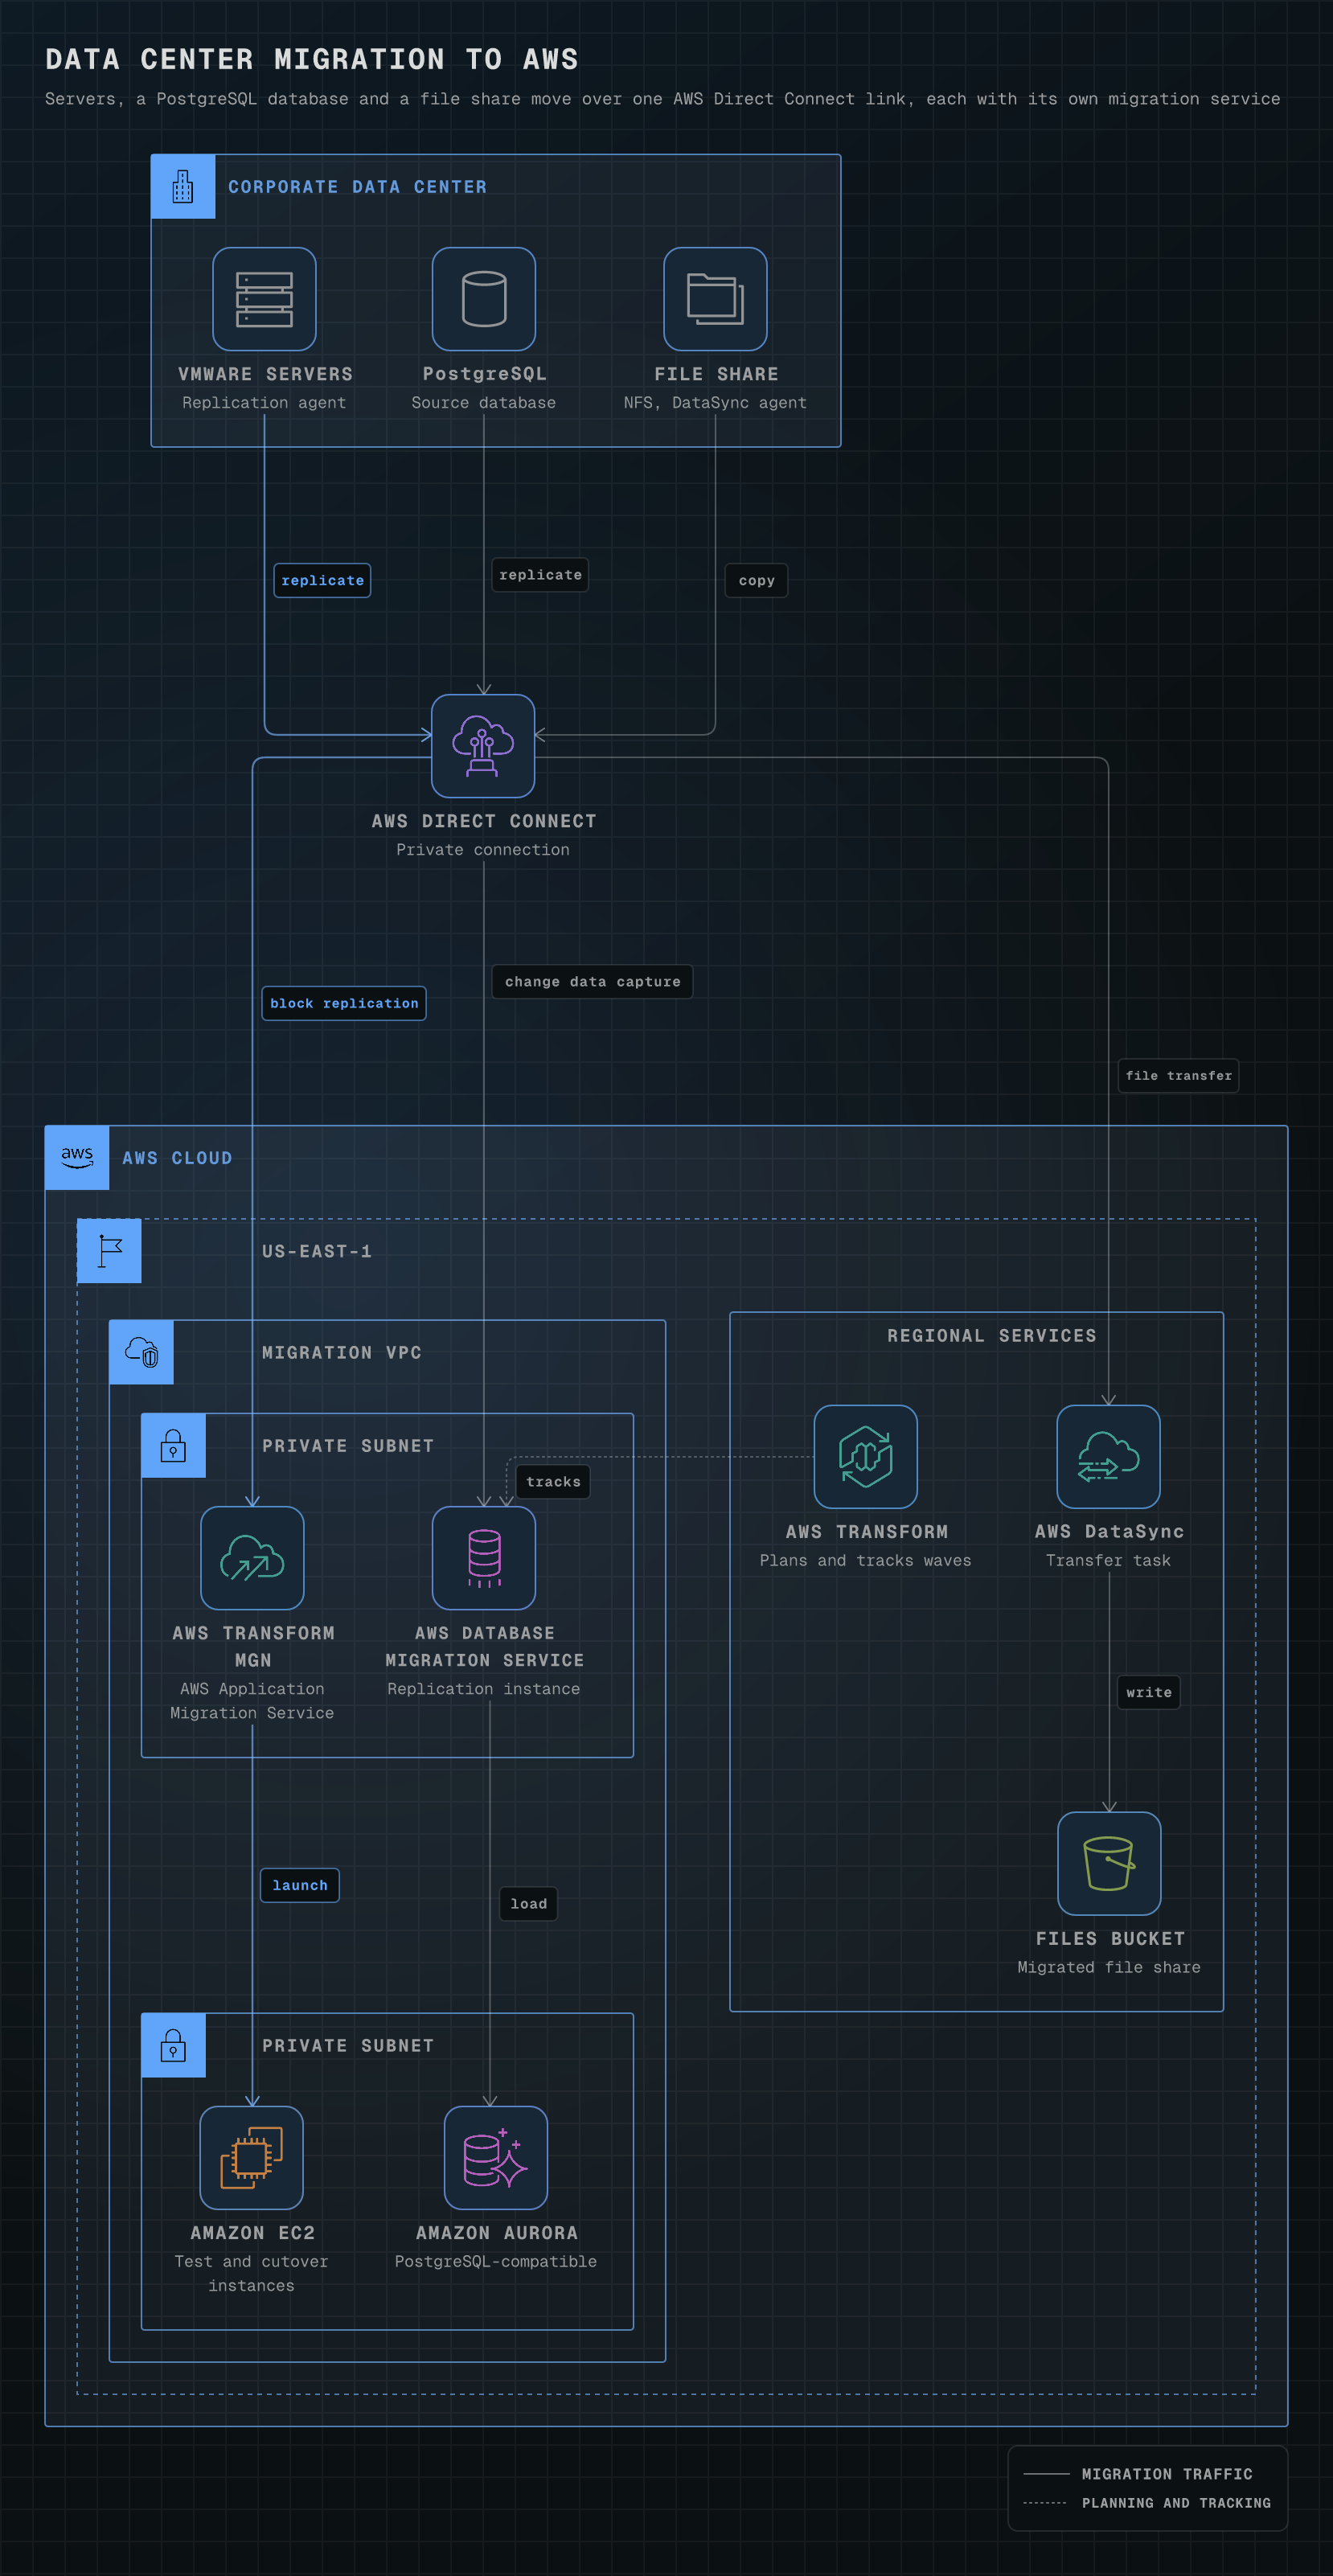 DATA CENTER MIGRATION TO AWS
Servers, a PostgreSQL database and a file share move over one AWS Direct Connect link, each with its own migration service
CORPORATE DATA CENTER
VMWARE SERVERS
Replication agent
PostgreSQL
Source database
FILE SHARE
NFS, DataSync agent
replicate
replicate
copy
AWS DIRECT CONNECT
Private connection
change data capture
block replication
file transfer
aws
AWS CLOUD
US-EAST-1
MIGRATION VPC
REGIONAL SERVICES
PRIVATE SUBNET
tracks
AWS TRANSFORM
Plans and tracks waves
AWS DataSync
Transfer task
AWS TRANSFORM
MGN
AWS Application
Migration Service
AWS DATABASE
MIGRATION SERVICE
Replication instance
write
launch
load
FILES BUCKET
Migrated file share
PRIVATE SUBNET
AMAZON EC2
Test and cutover
instances
AMAZON AURORA
PostgreSQL-compatible
MIGRATION TRAFFIC
PLANNING AND TRACKING